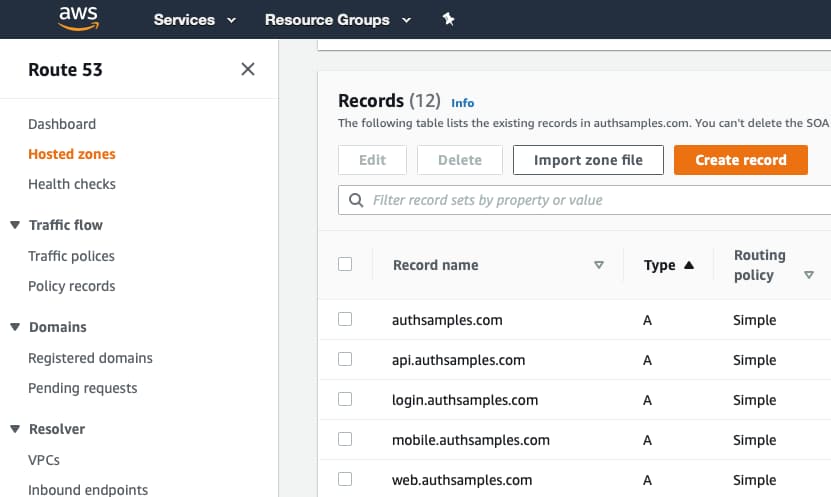 aws
Services
Resource Groups
Route 53
Dashboard
Hosted zones
Health checks
Traffic flow
Traffic polices
Policy records
Domains
Registered domains
Pending requests
Resolver
VPCs
Inbound endpoints
Records (12) Info
The following table lists the existing records in authsamples.com. You can't delete the SOA
Edit
Delete
Import zone file
Create record
Filter record sets by property or value
Record name
Type
Routing
policy
authsamples.com A Simple
api.authsamples.com A Simple
login.authsamples.com A Simple
mobile.authsamples.com A Simple
web.authsamples.com A Simple